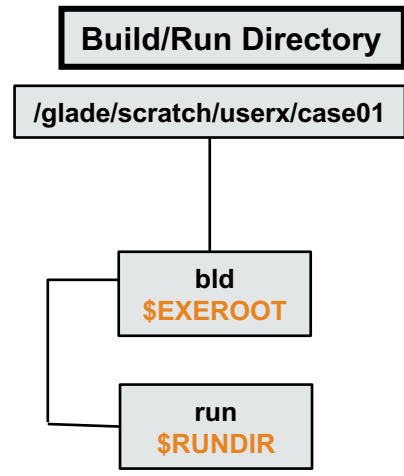 Build/Run Directory
/glade/scratch/userx/case01
bld
$EXEROOT
run
$RUNDIR